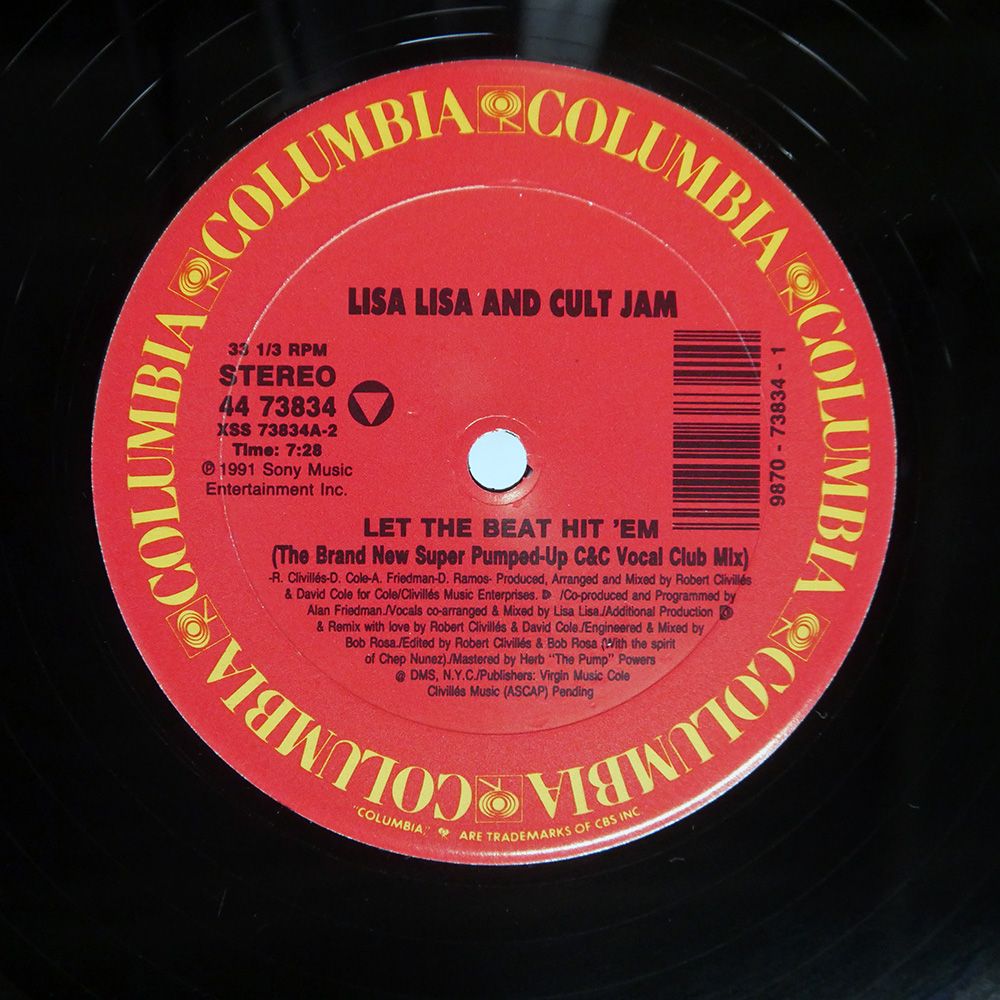 COLUMBIA COLUMBIA COLUMBIA COLUMBIA COLUMBIA COLUMBIA COLUMBIA COLUMBIA
LISA LISA AND CULT JAM
33 1/3 RPM
STEREO
44 73834
XSS 73834A-2
Time: 7:28
℗ 1991 Sony Music
Entertainment Inc.
9870 - 73834 - 1
LET THE BEAT HIT 'EM
(The Brand New Super Pumped-Up C&C Vocal Club Mix)
-R. Clivillés-D. Cole-A. Friedman-D. Ramos- Produced, Arranged and Mixed by Robert Clivillés
& David Cole for Cole/Clivillés Music Enterprises. /Co-produced and Programmed by
Alan Friedman./Vocals co-arranged & Mixed by Lisa Lisa./Additional Production
& Remix with love by Robert Clivillés & David Cole./Engineered & Mixed by
Bob Rosa./Edited by Robert Clivillés & Bob Rosa (With the spirit
of Chep Nunez)./Mastered by Herb "The Pump" Powers
@ DMS, N.Y.C./Publishers: Virgin Music Cole
Clivillés Music (ASCAP) Pending
"COLUMBIA," ARE TRADEMARKS OF CBS INC.